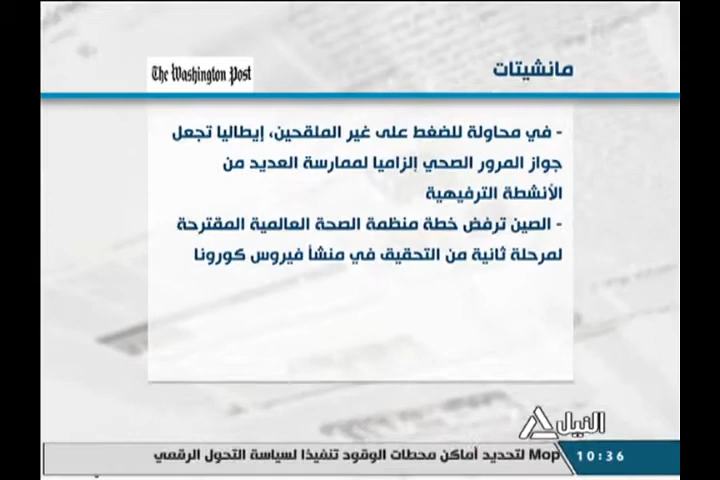 The Washington Post
مانشيتات
- في محاولة للضغط على غير الملقحين، إيطاليا تجعل
جواز المرور الصحي إلزاميا لممارسة العديد من
الأنشطة الترفيهية
- الصين ترفض خطة منظمة الصحة العالمية المقترحة
لمرحلة ثانية من التحقيق في منشأ فيروس كورونا
النيل
Mop لتحديد أماكن محطات الوقود تنفيذا لسياسة التحول الرقمي
10:36